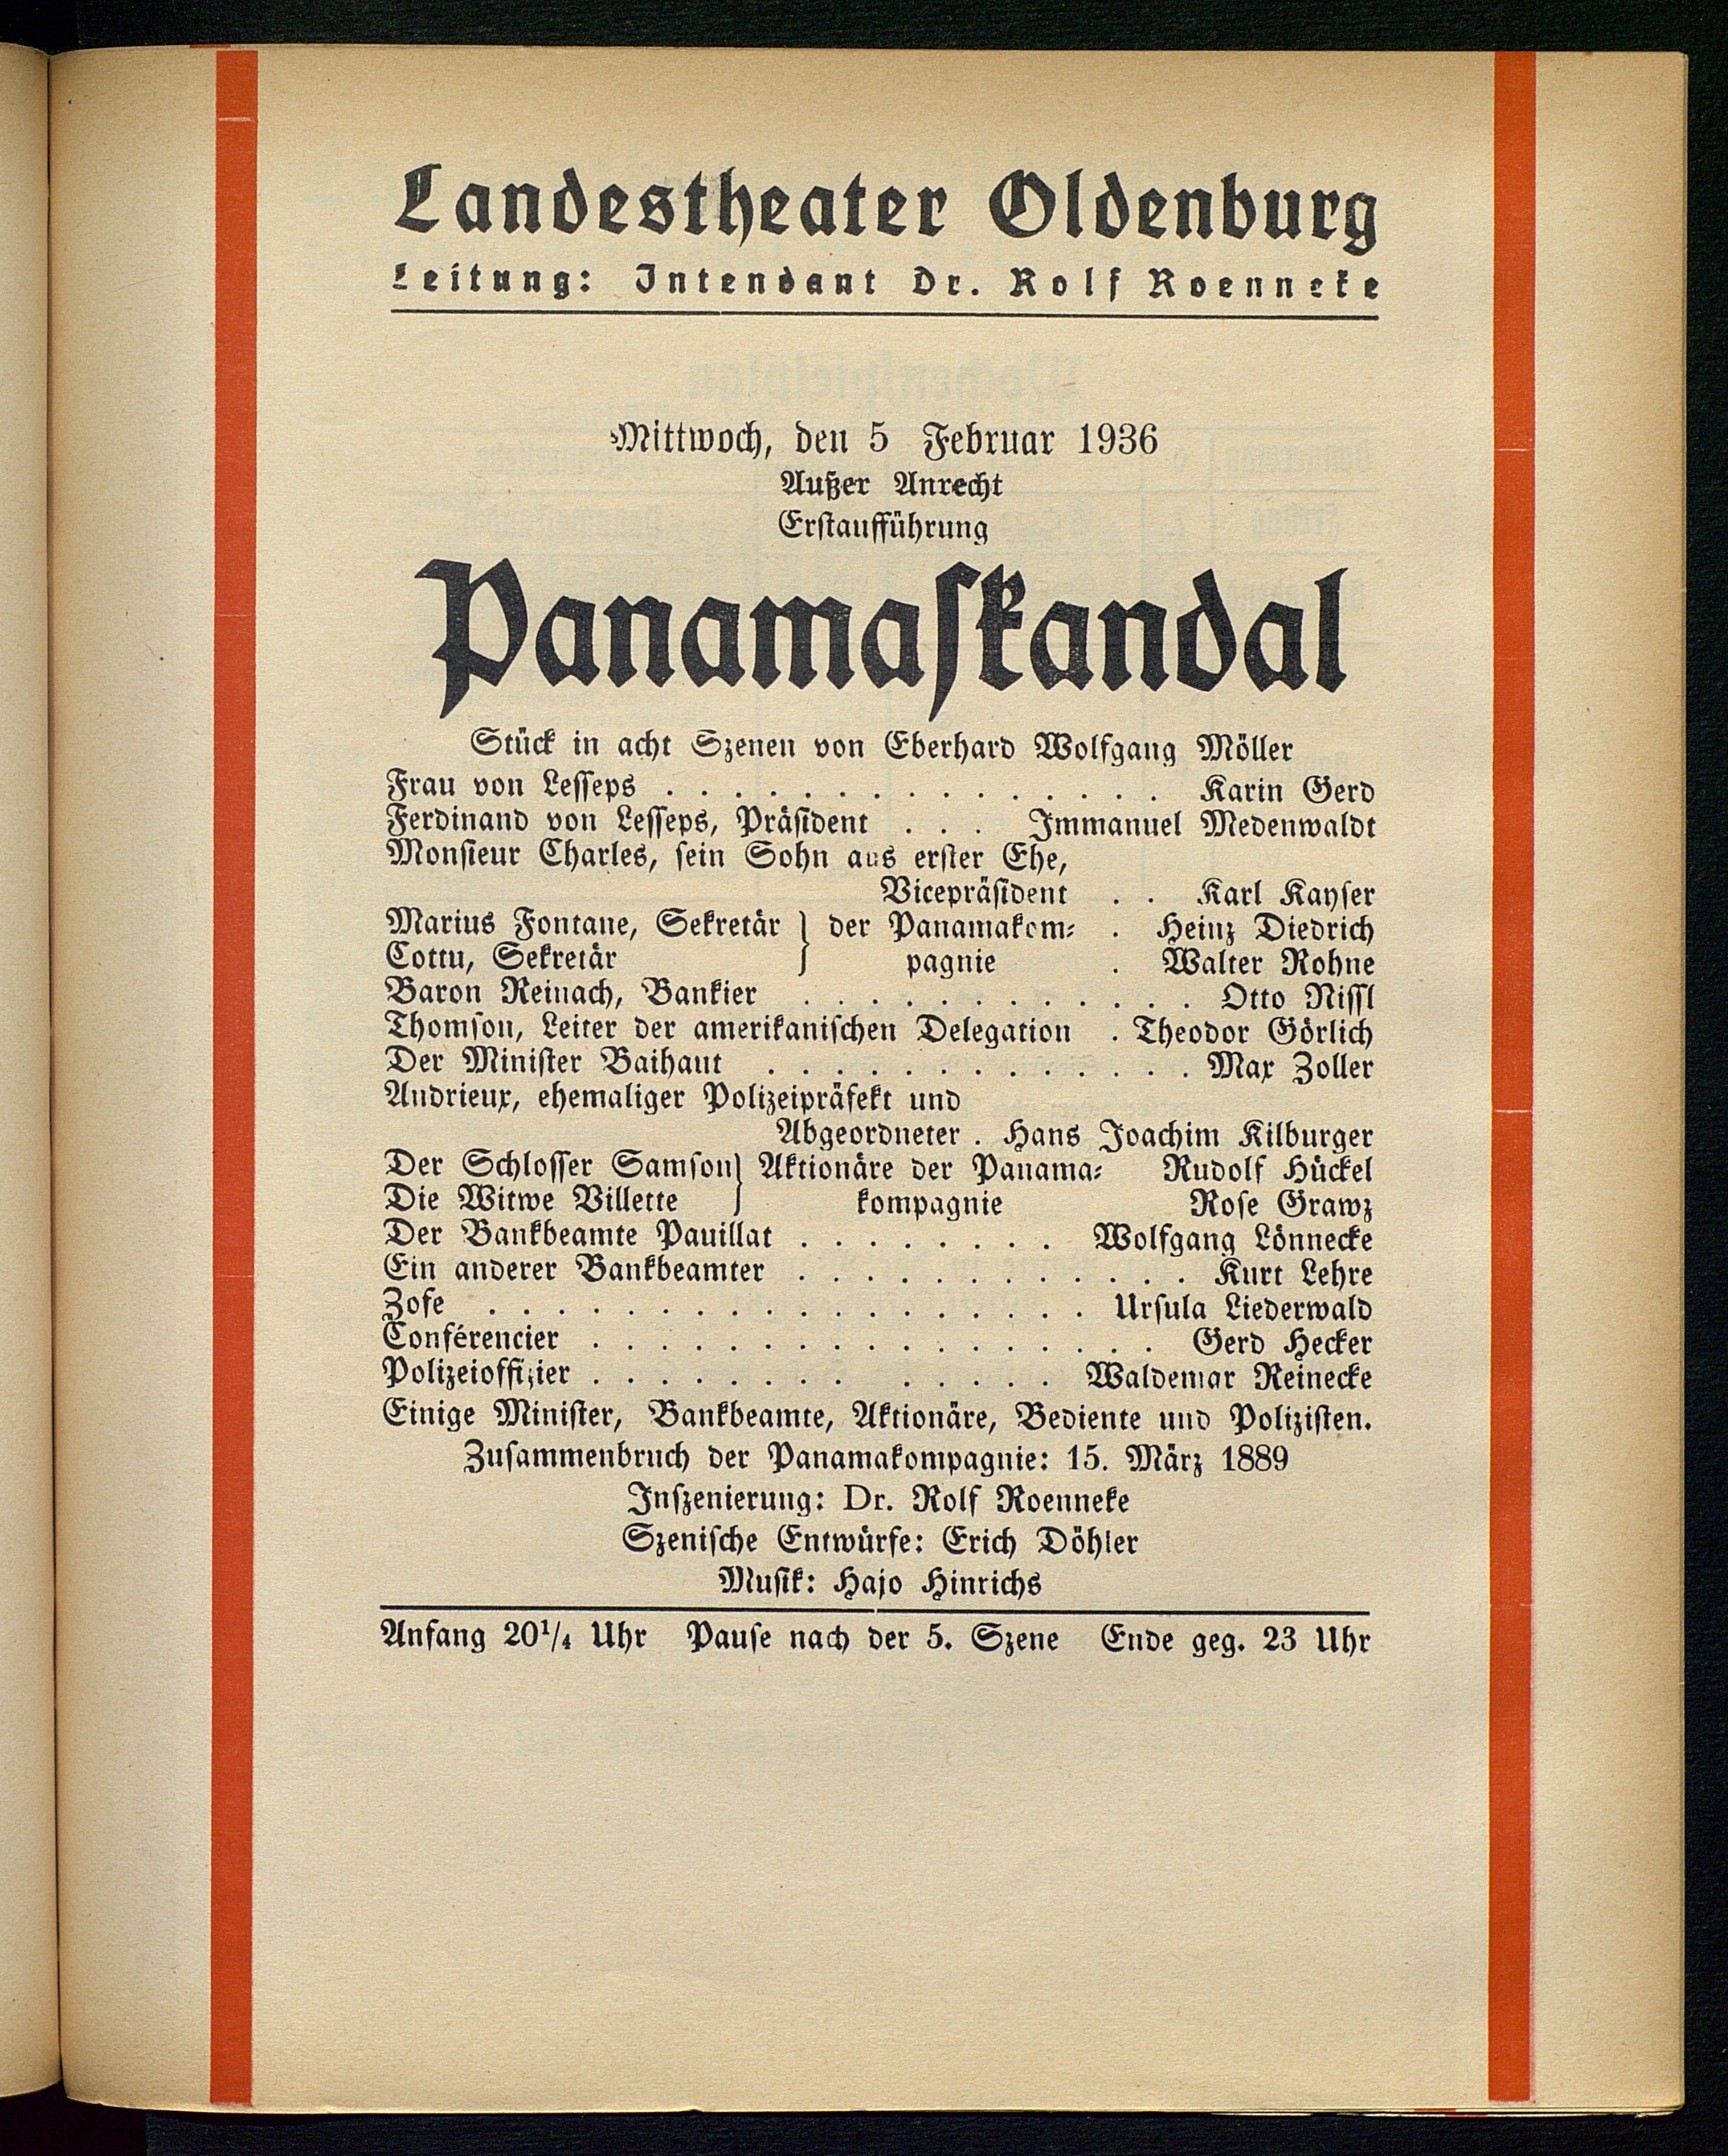 Landestheater Oldenburg
Leitung: Intendant Dr. Rolf Roenneke
Mittwoch, den 5 Februar 1936
Außer Anrecht
Erstaufführung
Panamaskandal
Stück in acht Szenen von Eberhard Wolfgang Möller
Frau von Lesseps . . . . . . . . . . . . . . . Karin Gerd
Ferdinand von Lesseps, Präsident . . . Immanuel Medenwaldt
Monsieur Charles, sein Sohn aus erster Ehe,
Vicepräsident . . Karl Kayser
Marius Fontane, Sekretär } der Panamakom- . Heinz Diedrich
Cottu, Sekretär } pagnie . Walter Rohne
Baron Reinach, Bankier . . . . . . . . . . . . Otto Nissl
Thomson, Leiter der amerikanischen Delegation . Theodor Görlich
Der Minister Baihaut . . . . . . . . . . . . . Max Zoller
Andrieux, ehemaliger Polizeipräfekt und
Abgeordneter . Hans Joachim Kilburger
Der Schlosser Samson } Aktionäre der Panama- Rudolf Hückel
Die Witwe Villette } kompagnie Rose Grawz
Der Bankbeamte Pauillat . . . . . . . . Wolfgang Lönnecke
Ein anderer Bankbeamter . . . . . . . . . . . . Kurt Lehre
Zofe . . . . . . . . . . . . . . . . . . Ursula Liederwald
Conférencier . . . . . . . . . . . . . . . . . Gerd Hecker
Polizeioffizier . . . . . . . . . . . . . Waldemar Reinecke
Einige Minister, Bankbeamte, Aktionäre, Bediente und Polizisten.
Zusammenbruch der Panamakompagnie: 15. März 1889
Inszenierung: Dr. Rolf Roenneke
Szenische Entwürfe: Erich Döhler
Musik: Hajo Hinrichs
Anfang 20¹/₄ Uhr Pause nach der 5. Szene Ende geg. 23 Uhr